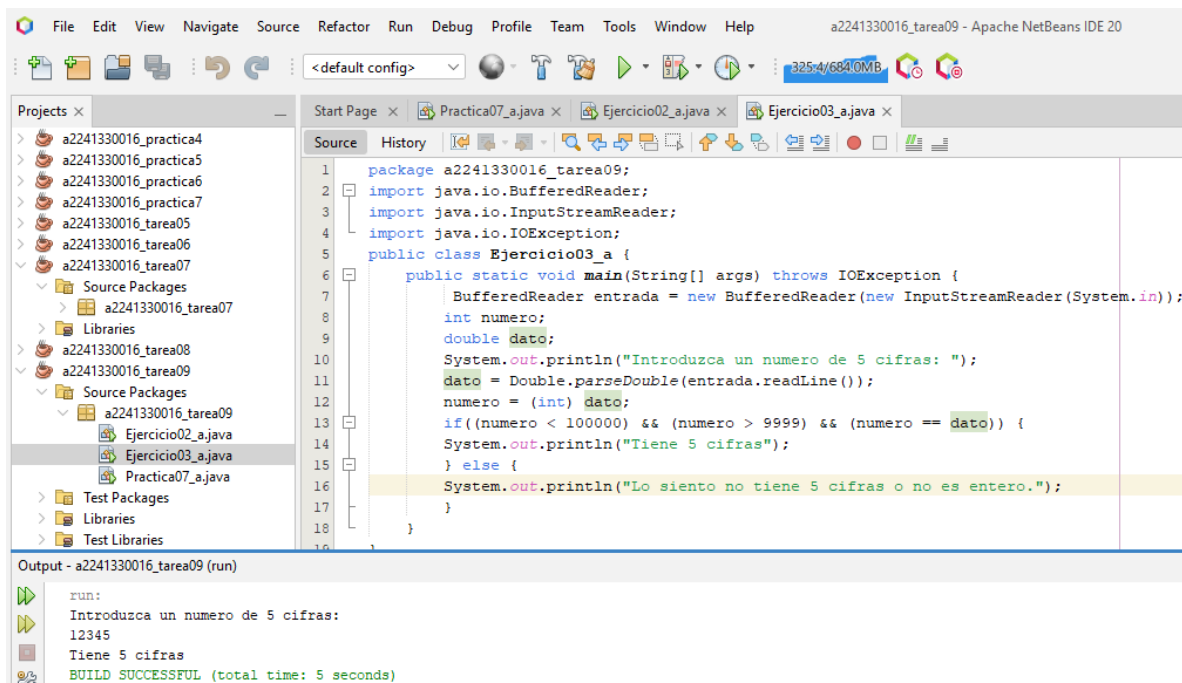 File Edit View Navigate Source Refactor Run Debug Profile Team Tools Window Help a2241330016_tarea09 - Apache NetBeans IDE 20
<default config> 325.4/684.0MB
Projects
a2241330016_practica4
a2241330016_practica5
a2241330016_practica6
a2241330016_practica7
a2241330016_tarea05
a2241330016_tarea06
a2241330016_tarea07
Source Packages
a2241330016_tarea07
Libraries
a2241330016_tarea08
a2241330016_tarea09
Source Packages
a2241330016_tarea09
Ejercicio02_a.java
Ejercicio03_a.java
Practica07_a.java
Test Packages
Libraries
Test Libraries
Start Page Practica07_a.java Ejercicio02_a.java Ejercicio03_a.java
Source History
1 package a2241330016_tarea09;
2 import java.io.BufferedReader;
3 import java.io.InputStreamReader;
4 import java.io.IOException;
5 public class Ejercicio03_a {
6 public static void main(String[] args) throws IOException {
7 BufferedReader entrada = new BufferedReader(new InputStreamReader(System.in));
8 int numero;
9 double dato;
10 System.out.println("Introduzca un numero de 5 cifras: ");
11 dato = Double.parseDouble(entrada.readLine());
12 numero = (int) dato;
13 if((numero < 100000) && (numero > 9999) && (numero == dato)) {
14 System.out.println("Tiene 5 cifras");
15 } else {
16 System.out.println("Lo siento no tiene 5 cifras o no es entero.");
17 }
18 }
19 }
Output - a2241330016_tarea09 (run)
run:
Introduzca un numero de 5 cifras:
12345
Tiene 5 cifras
BUILD SUCCESSFUL (total time: 5 seconds)